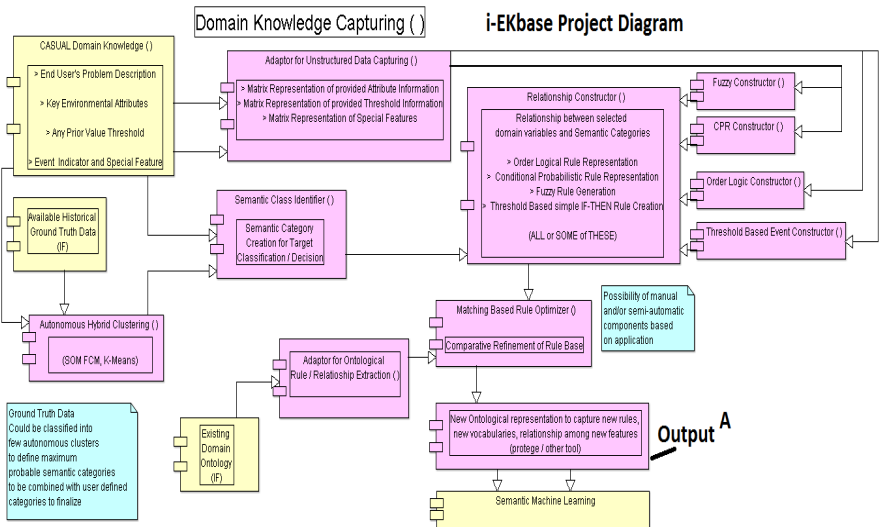 Domain Knowledge Capturing ( )
i-EKbase Project Diagram
CASUAL Domain Knowledge ( )
> End User's Problem Description
> Key Environmental Attributes
> Any Prior Value Threshold
> Event Indicator and Special Feature
Adaptor for Unstructured Data Capturing ( )
> Matrix Representation of provided Attribute Information
> Matrix Representation of provided Threshold Information
> Matrix Representation of Special Features
Relationship Constructor ( )
Relationship between selected
domain variables and Semantic Categories
> Order Logical Rule Representation
> Conditional Probabilistic Rule Representation
> Fuzzy Rule Generation
> Threshold Based simple IF-THEN Rule Creation
(ALL or SOME of THESE)
Fuzzy Constructor ( )
CPR Constructor ( )
Order Logic Constructor ( )
Threshold Based Event Constructor ( )
Available Historical
Ground Truth Data
(IF)
Semantic Class Identifier ( )
Semantic Category
Creation for Target
Classification / Decision
Autonomous Hybrid Clustering ( )
(SOM FCM, K-Means)
Matching Based Rule Optimizer ()
Comparative Refinement of Rule Base
Possibility of manual
and/or semi-automatic
components based
on application
Adaptor for Ontological
Rule / Relatioship Extraction ( )
Existing
Domain
Ontology
(IF)
Ground Truth Data
Could be classified into
few autonomous clusters
to define maximum
probable semantic categories
to be combined with user defined
categories to finalize
New Ontological representation to capture new rules,
new vocabularies, relationship among new features
(protege / other tool)
Output A
Semantic Machine Learning